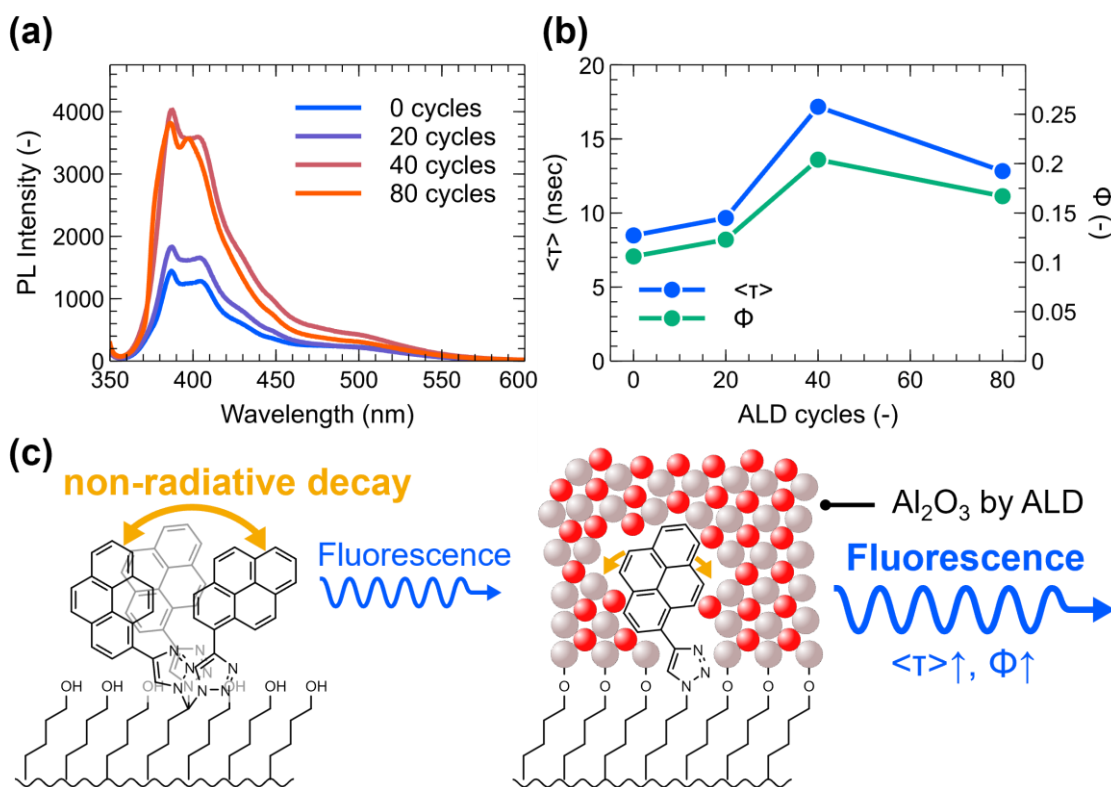 (a)
PL Intensity (-)
4000
3000
2000
1000
0
350
400
450
500
550
600
Wavelength (nm)
0 cycles
20 cycles
40 cycles
80 cycles
(b)
<τ> (nsec)
20
15
10
5
0
0
20
40
60
80
ALD cycles (-)
0.25
0.2
0.15
0.1
0.05
0
Φ
(-)
<τ>
Φ
(c)
non-radiative decay
Fluorescence
N
N
N
N
N
N
N
N
OH
OH
OH
OH
OH
OH
Al₂O₃ by ALD
Fluorescence
<τ>↑, Φ↑
N
N
N
O
O
O
O
O
O